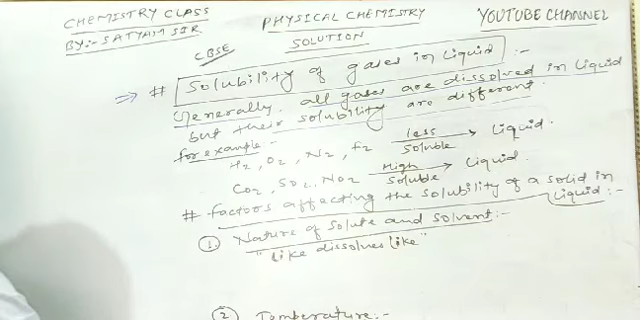 CHEMISTRY CLASS
BY:- SATYAM SIR
PHYSICAL CHEMISTRY
SOLUTION
YOUTUBE CHANNEL
CBSE
⇒ # Solubility of gases in liquid :-
Generally, all gases are dissolved in liquid
but their solubility are different.
for example -
H2, O2, N2, F2 less soluble → Liquid.
CO2, SO2, NO2 High soluble → Liquid.
# factors affecting the solubility of a solid in
liquid :-
① Nature of solute and solvent :-
"like dissolves like"
② Temperature :-